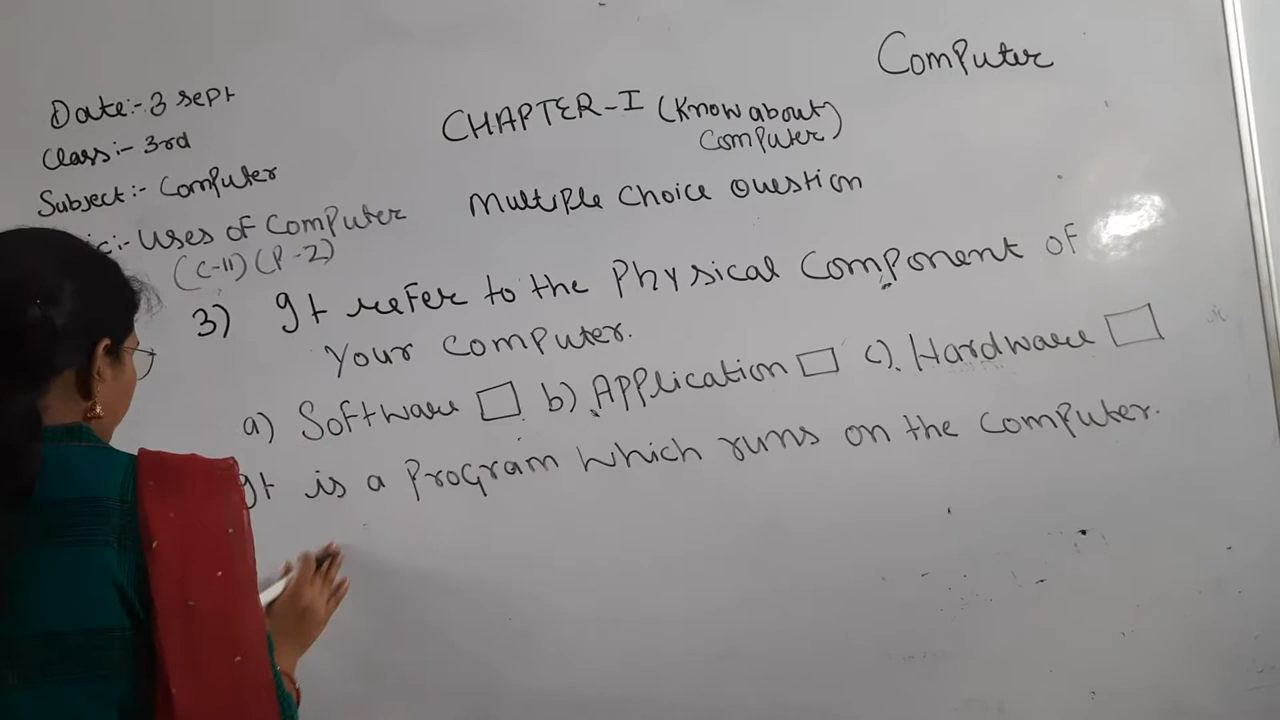 Computer
Date:- 3 sept
CHAPTER-I (Know about
Computer)
Class:- 3rd
Subject:- Computer
Multiple Choice Question
Uses of Computer
(C-11) (P-2)
3) It refer to the Physical Component of
Your Computer.
a) Software b) Application c) Hardware
It is a Program which runs on the Computer.